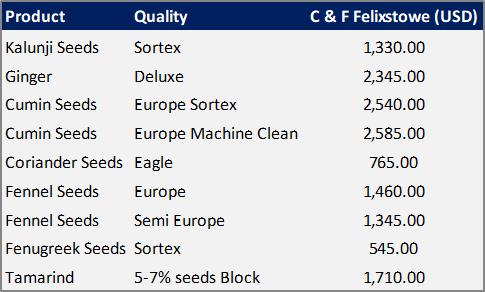 Product Quality C & F Felixstowe (USD)
Kalunji Seeds Sortex 1,330.00
Ginger Deluxe 2,345.00
Cumin Seeds Europe Sortex 2,540.00
Cumin Seeds Europe Machine Clean 2,585.00
Coriander Seeds Eagle 765.00
Fennel Seeds Europe 1,460.00
Fennel Seeds Semi Europe 1,345.00
Fenugreek Seeds Sortex 545.00
Tamarind 5-7% seeds Block 1,710.00